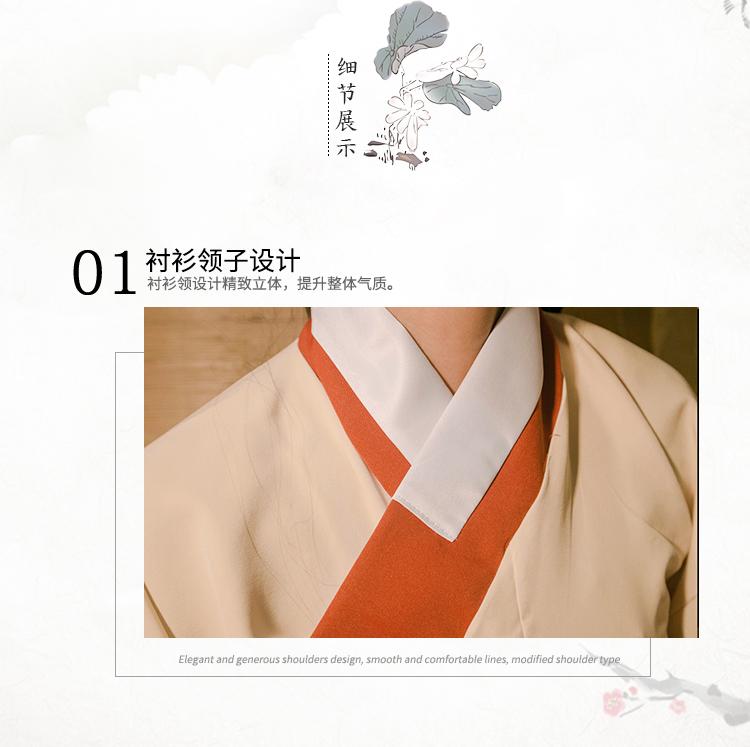 细节展示
01
衬衫领子设计
衬衫领设计精致立体，提升整体气质。
Elegant and generous shoulders design, smooth and comfortable lines, modified shoulder type